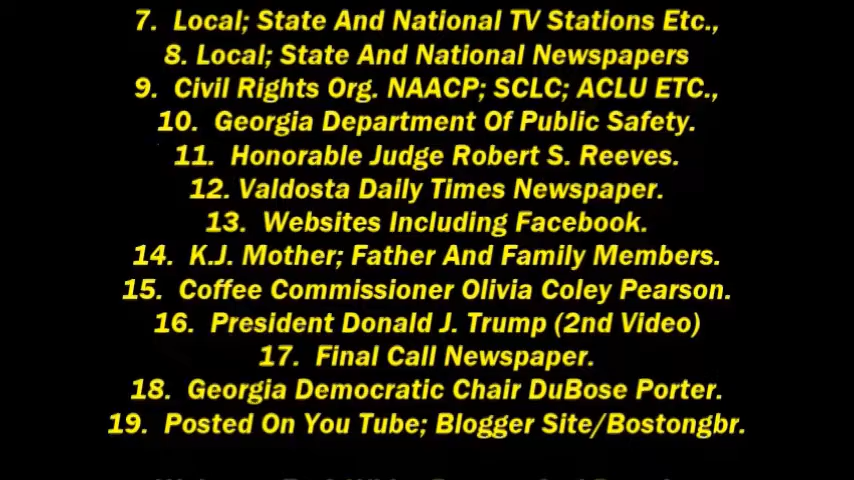 7. Local; State And National TV Stations Etc.,
8. Local; State And National Newspapers
9. Civil Rights Org. NAACP; SCLC; ACLU ETC.,
10. Georgia Department Of Public Safety.
11. Honorable Judge Robert S. Reeves.
12. Valdosta Daily Times Newspaper.
13. Websites Including Facebook.
14. K.J. Mother; Father And Family Members.
15. Coffee Commissioner Olivia Coley Pearson.
16. President Donald J. Trump (2nd Video)
17. Final Call Newspaper.
18. Georgia Democratic Chair DuBose Porter.
19. Posted On You Tube; Blogger Site/Bostongbr.